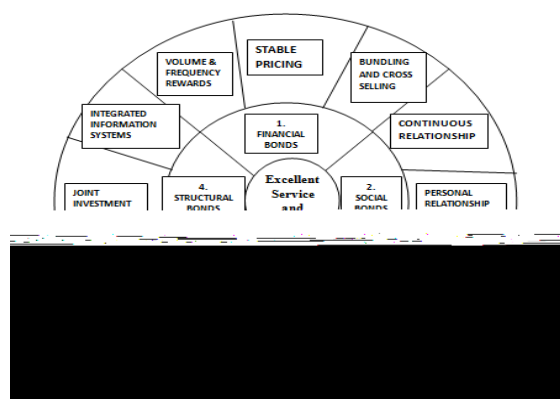 STABLE
PRICING
VOLUME &
FREQUENCY
REWARDS
BUNDLING
AND CROSS
SELLING
INTEGRATED
INFORMATION
SYSTEMS
1.
FINANCIAL
BONDS
CONTINUOUS
RELATIONSHIP
JOINT
INVESTMENT
4.
STRUCTURAL
BONDS
Excellent
Service
and
2.
SOCIAL
BONDS
PERSONAL
RELATIONSHIP